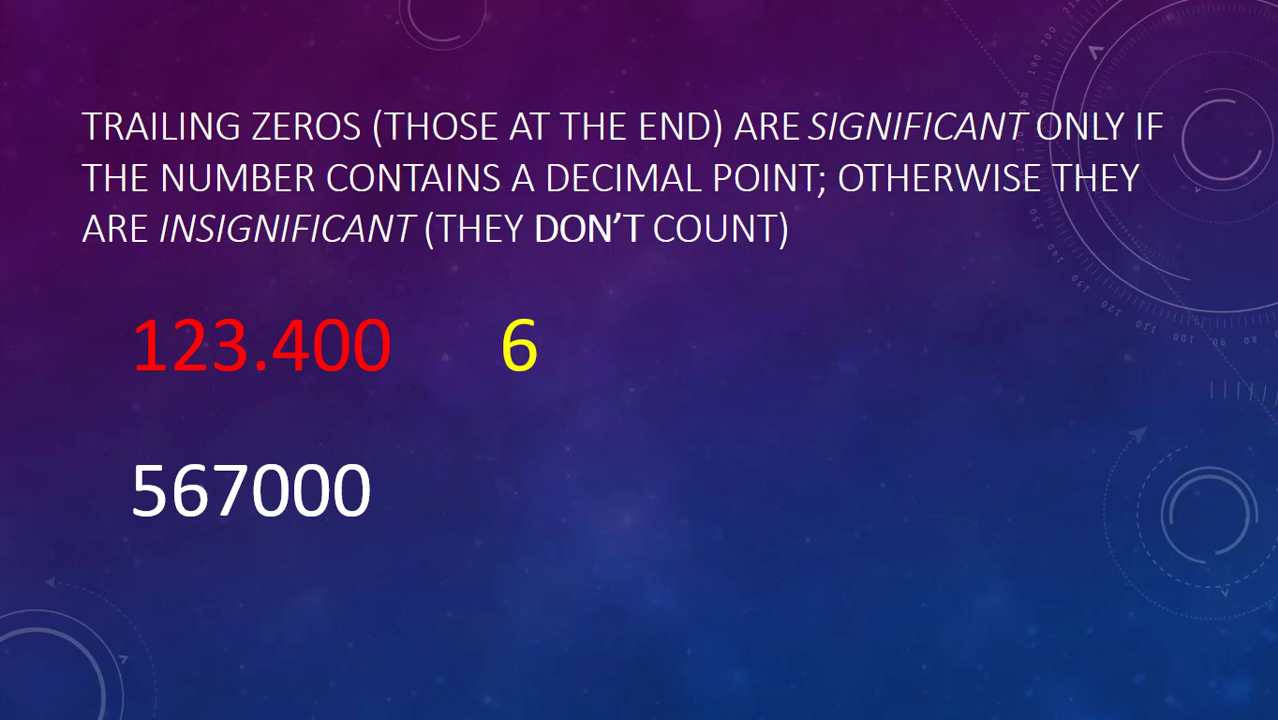 TRAILING ZEROS (THOSE AT THE END) ARE SIGNIFICANT ONLY IF
THE NUMBER CONTAINS A DECIMAL POINT; OTHERWISE THEY
ARE INSIGNIFICANT (THEY DON’T COUNT)
123.400 6
567000